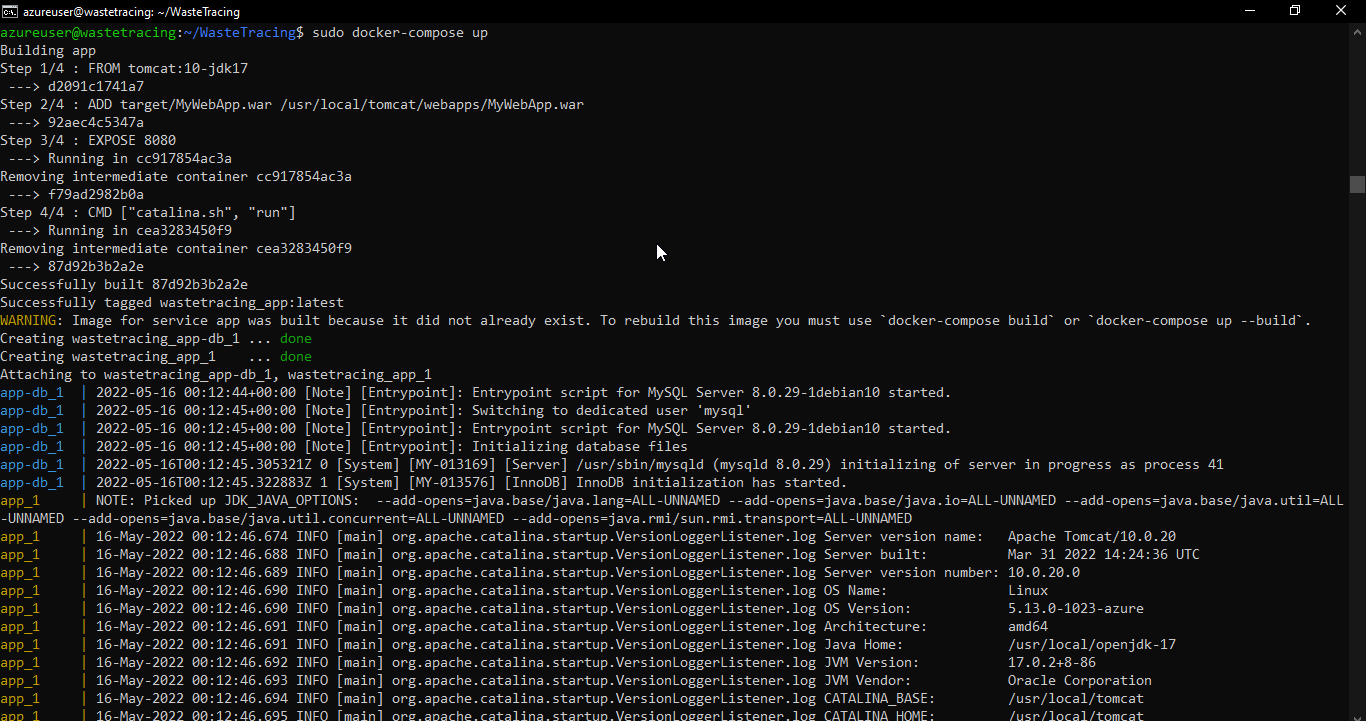 azureuser@wastetracing: ~/WasteTracing
azureuser@wastetracing:~/WasteTracing$ sudo docker-compose up
Building app
Step 1/4 : FROM tomcat:10-jdk17
 ---> d2091c1741a7
Step 2/4 : ADD target/MyWebApp.war /usr/local/tomcat/webapps/MyWebApp.war
 ---> 92aec4c5347a
Step 3/4 : EXPOSE 8080
 ---> Running in cc917854ac3a
Removing intermediate container cc917854ac3a
 ---> f79ad2982b0a
Step 4/4 : CMD ["catalina.sh", "run"]
 ---> Running in cea3283450f9
Removing intermediate container cea3283450f9
 ---> 87d92b3b2a2e
Successfully built 87d92b3b2a2e
Successfully tagged wastetracing_app:latest
WARNING: Image for service app was built because it did not already exist. To rebuild this image you must use `docker-compose build` or `docker-compose up --build`.
Creating wastetracing_app-db_1 ... done
Creating wastetracing_app_1    ... done
Attaching to wastetracing_app-db_1, wastetracing_app_1
app-db_1  | 2022-05-16 00:12:44+00:00 [Note] [Entrypoint]: Entrypoint script for MySQL Server 8.0.29-1debian10 started.
app-db_1  | 2022-05-16 00:12:45+00:00 [Note] [Entrypoint]: Switching to dedicated user 'mysql'
app-db_1  | 2022-05-16 00:12:45+00:00 [Note] [Entrypoint]: Entrypoint script for MySQL Server 8.0.29-1debian10 started.
app-db_1  | 2022-05-16 00:12:45+00:00 [Note] [Entrypoint]: Initializing database files
app-db_1  | 2022-05-16T00:12:45.305321Z 0 [System] [MY-013169] [Server] /usr/sbin/mysqld (mysqld 8.0.29) initializing of server in progress as process 41
app-db_1  | 2022-05-16T00:12:45.322883Z 1 [System] [MY-013576] [InnoDB] InnoDB initialization has started.
app_1     | NOTE: Picked up JDK_JAVA_OPTIONS:  --add-opens=java.base/java.lang=ALL-UNNAMED --add-opens=java.base/java.io=ALL-UNNAMED --add-opens=java.base/java.util=ALL
-UNNAMED --add-opens=java.base/java.util.concurrent=ALL-UNNAMED --add-opens=java.rmi/sun.rmi.transport=ALL-UNNAMED
app_1     | 16-May-2022 00:12:46.674 INFO [main] org.apache.catalina.startup.VersionLoggerListener.log Server version name:   Apache Tomcat/10.0.20
app_1     | 16-May-2022 00:12:46.688 INFO [main] org.apache.catalina.startup.VersionLoggerListener.log Server built:          Mar 31 2022 14:24:36 UTC
app_1     | 16-May-2022 00:12:46.689 INFO [main] org.apache.catalina.startup.VersionLoggerListener.log Server version number: 10.0.20.0
app_1     | 16-May-2022 00:12:46.690 INFO [main] org.apache.catalina.startup.VersionLoggerListener.log OS Name:               Linux
app_1     | 16-May-2022 00:12:46.690 INFO [main] org.apache.catalina.startup.VersionLoggerListener.log OS Version:            5.13.0-1023-azure
app_1     | 16-May-2022 00:12:46.691 INFO [main] org.apache.catalina.startup.VersionLoggerListener.log Architecture:          amd64
app_1     | 16-May-2022 00:12:46.691 INFO [main] org.apache.catalina.startup.VersionLoggerListener.log Java Home:             /usr/local/openjdk-17
app_1     | 16-May-2022 00:12:46.692 INFO [main] org.apache.catalina.startup.VersionLoggerListener.log JVM Version:           17.0.2+8-86
app_1     | 16-May-2022 00:12:46.693 INFO [main] org.apache.catalina.startup.VersionLoggerListener.log JVM Vendor:            Oracle Corporation
app_1     | 16-May-2022 00:12:46.694 INFO [main] org.apache.catalina.startup.VersionLoggerListener.log CATALINA_BASE:         /usr/local/tomcat
app_1     | 16-May-2022 00:12:46.695 INFO [main] org.apache.catalina.startup.VersionLoggerListener.log CATALINA_HOME:         /usr/local/tomcat